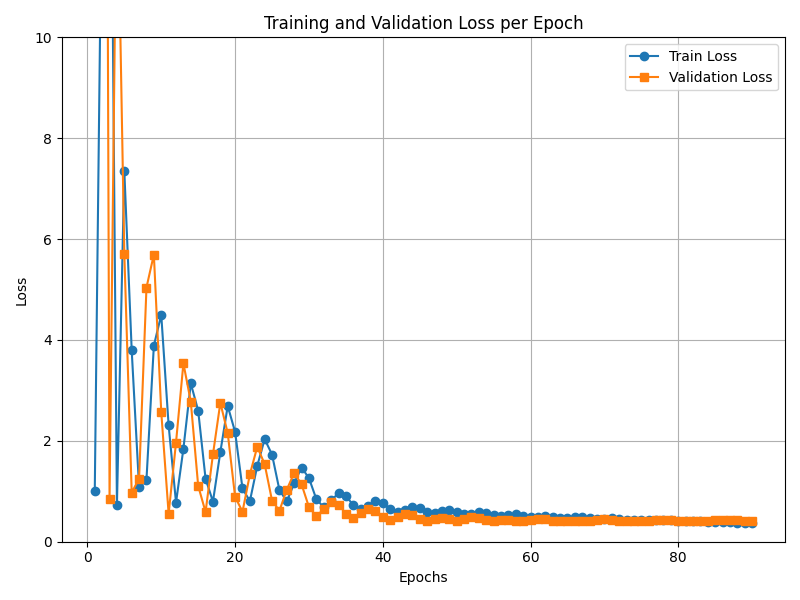 Training and Validation Loss per Epoch
Train Loss
Validation Loss
10
8
6
4
2
0
Loss
0 20 40 60 80
Epochs